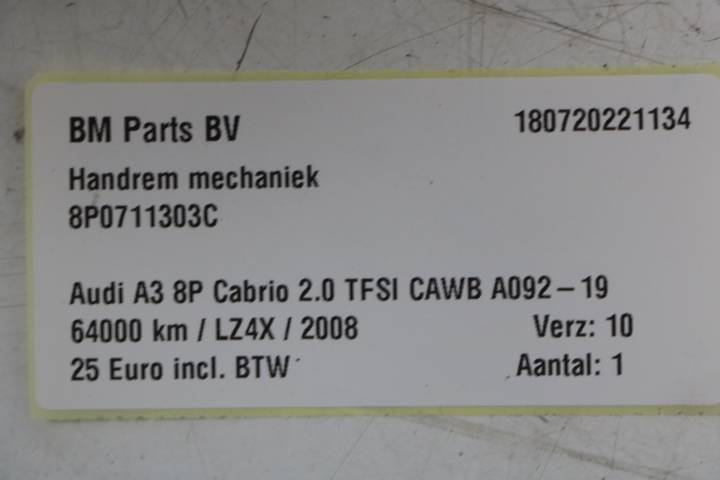 BM Parts BV 180720221134
Handrem mechaniek
8P0711303C
Audi A3 8P Cabrio 2.0 TFSI CAWB A092-19
64000 km / LZ4X / 2008 Verz: 10
25 Euro incl. BTW Aantal: 1